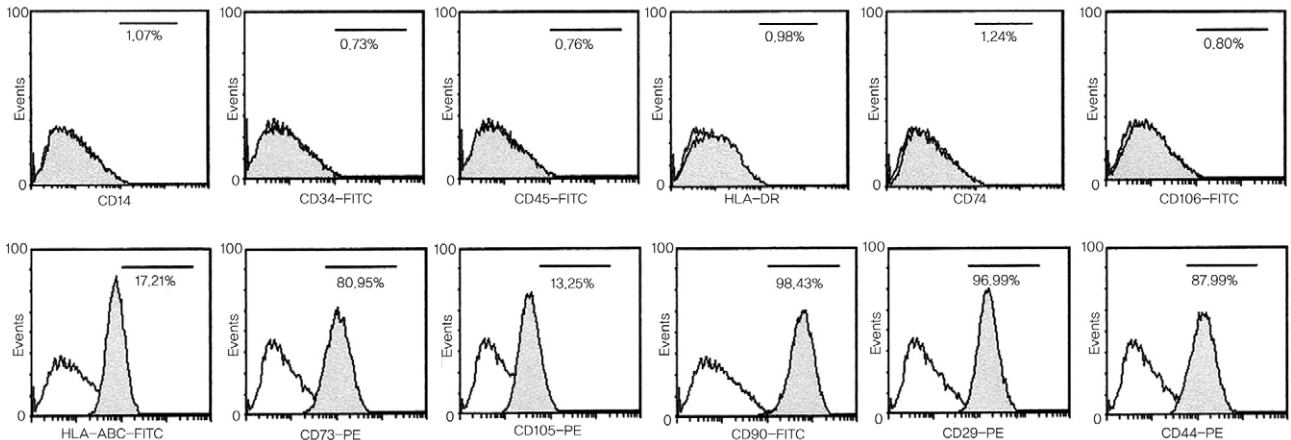 100
1.07%
Events
0
CD14
100
0.73%
Events
0
CD34-FITC
100
0.76%
Events
0
CD45-FITC
100
0.98%
Events
0
HLA-DR
100
1.24%
Events
0
CD74
100
0.80%
Events
0
CD106-FITC
100
17.21%
Events
0
HLA-ABC-FITC
100
80.95%
Events
0
CD73-PE
100
13.25%
Events
0
CD105-PE
100
98.43%
Events
0
CD90-FITC
100
96.99%
Events
0
CD29-PE
100
87.99%
Events
0
CD44-PE